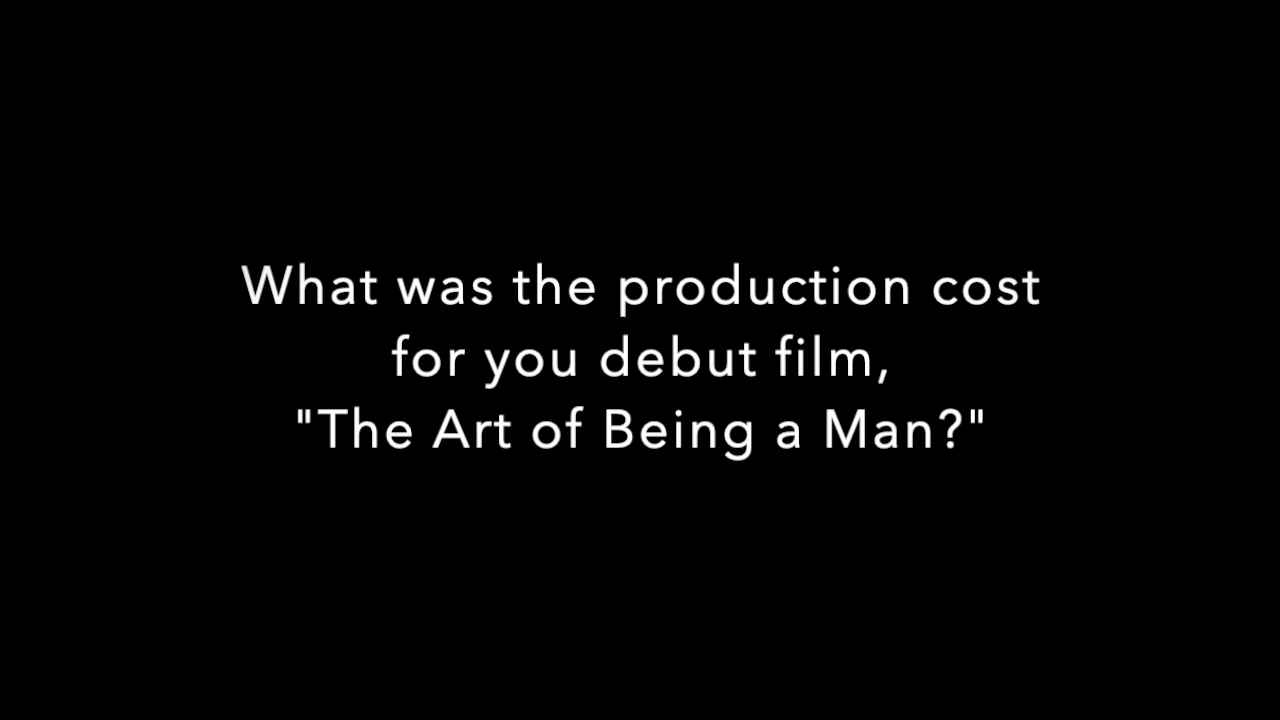 What was the production cost
for you debut film,
"The Art of Being a Man?"